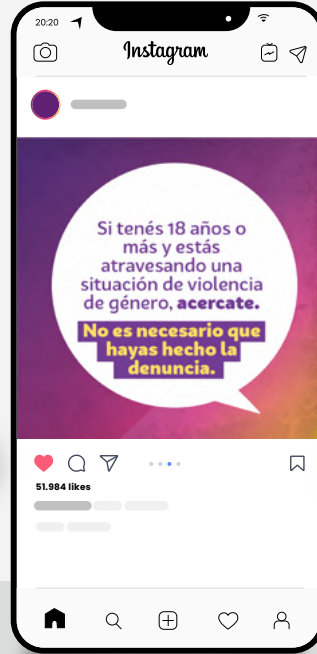 20:20
Instagram
Si tenés 18 años o
más y estás
atravesando una
situación de violencia
de género, acercate.
No es necesario que
hayas hecho la
denuncia.
51.984 likes